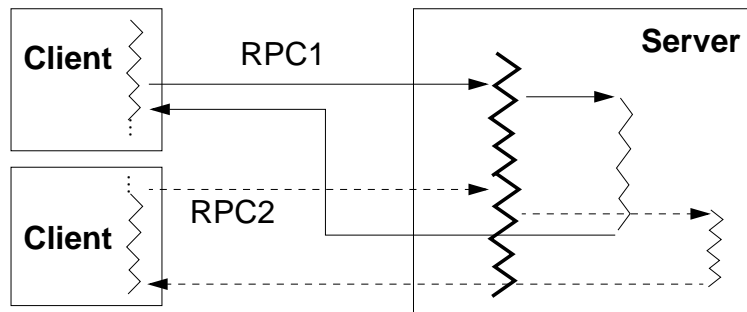 Client
RPC1
Server
RPC2
Client